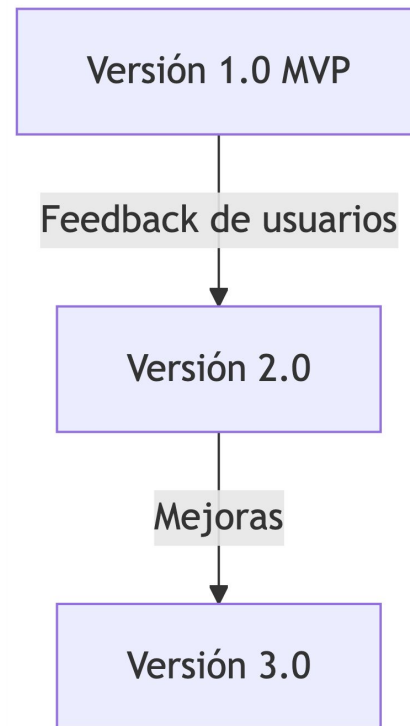 Versión 1.0 MVP
Feedback de usuarios
Versión 2.0
Mejoras
Versión 3.0